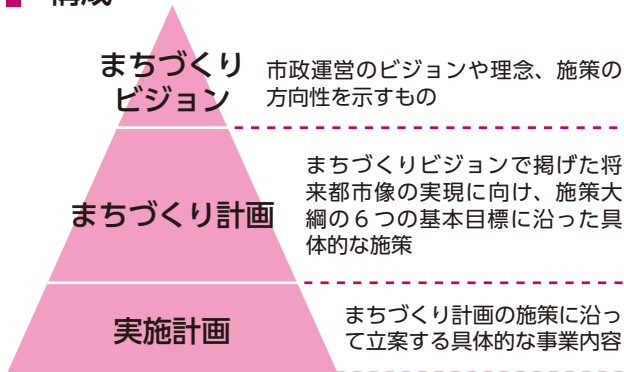 構成
まちづくり
ビジョン
市政運営のビジョンや理念、施策の
方向性を示すもの
まちづくり計画
まちづくりビジョンで掲げた将
来都市像の実現に向け、施策大
綱の６つの基本目標に沿った具
体的な施策
実施計画
まちづくり計画の施策に沿っ
て立案する具体的な事業内容